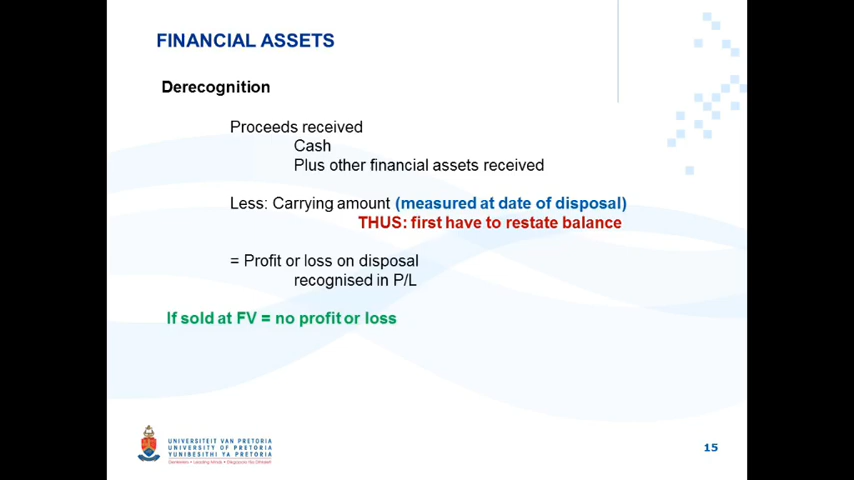 FINANCIAL ASSETS
Derecognition
Proceeds received
Cash
Plus other financial assets received
Less: Carrying amount (measured at date of disposal)
THUS: first have to restate balance
= Profit or loss on disposal
recognised in P/L
If sold at FV = no profit or loss
UNIVERSITEIT VAN PRETORIA
UNIVERSITY OF PRETORIA
YUNIBESITHI YA PRETORIA
15